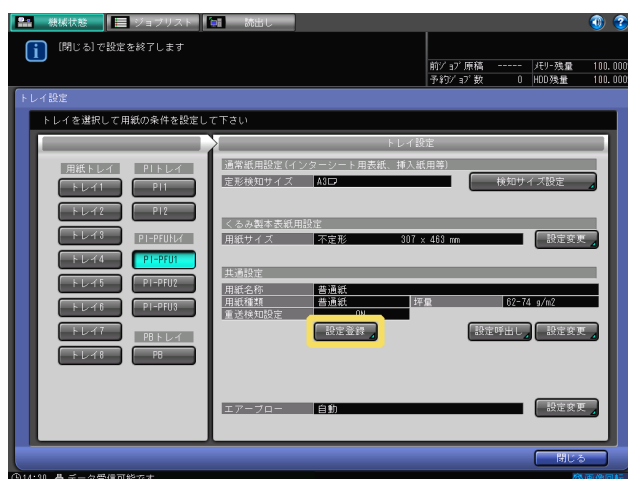 機械状態 ジョブリスト 読出し
[閉じる]で設定を終了します
前ジョブ原稿 ----- メモリー残量 100.000
予約ジョブ数 0 HDD残量 100.000
トレイ設定
トレイを選択して用紙の条件を設定して下さい
トレイ設定
用紙トレイ PIトレイ
通常紙用設定(インターシート用表紙、挿入紙用等)
トレイ1 PI1
定形検知サイズ A3 検知サイズ設定
トレイ2 PI2
くるみ製本表紙用設定
トレイ3 PI-PFUトレイ
用紙サイズ 不定形 307 x 463 mm 設定変更
トレイ4 PI-PFU1
共通設定
トレイ5 PI-PFU2
用紙名称 普通紙
用紙種類 普通紙 坪量 62-74 g/m2
トレイ6 PI-PFU3
重送検知設定 ON
トレイ7 PBトレイ
設定登録 設定呼出し 設定変更
トレイ8 PB
エアーブロー 自動 設定変更
閉じる
14:30 データ受信可能です 画像回転